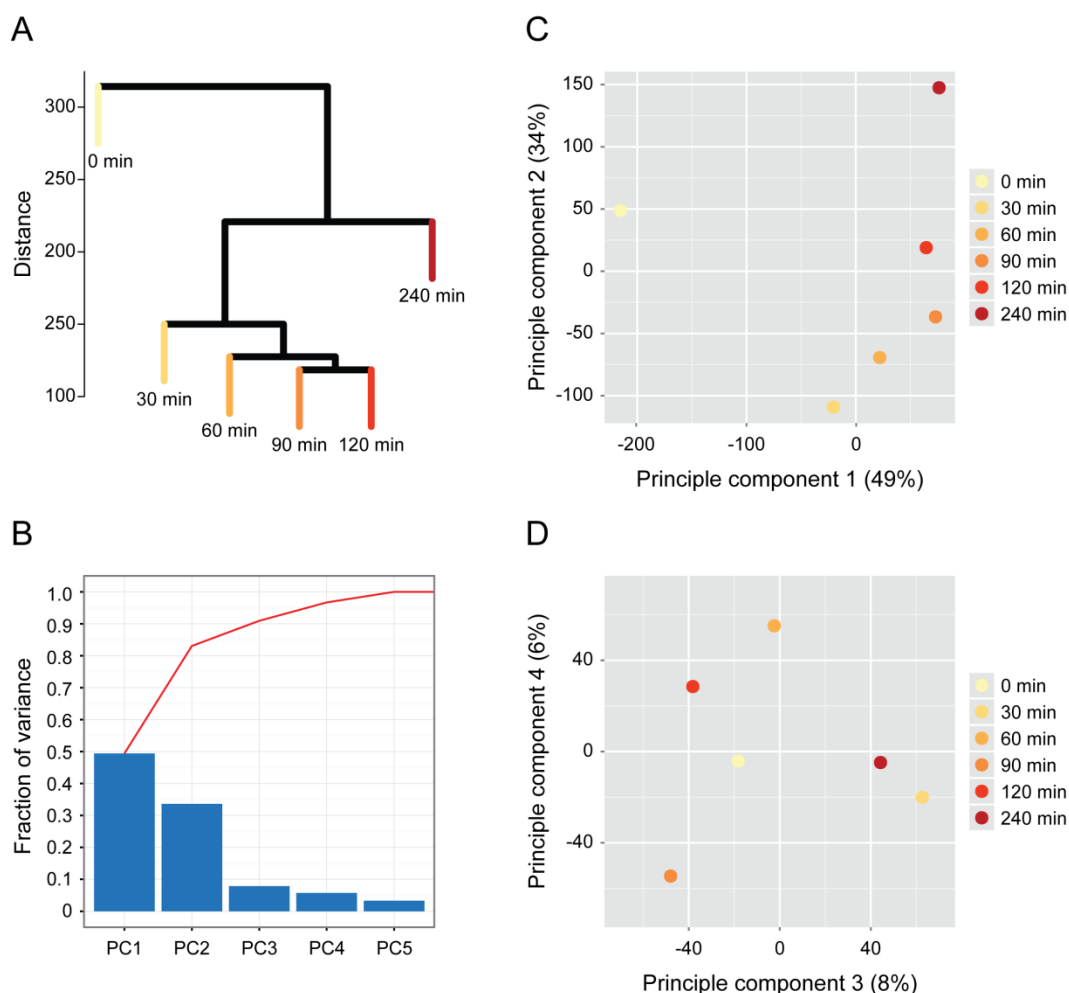 A
Distance
300
250
200
250
100
0 min
240 min
30 min
60 min
90 min
120 min
B
Fraction of variance
1.0
0.9
0.8
0.7
0.6
0.5
0.4
0.3
0.2
0.1
0
PC1
PC2
PC3
PC4
PC5
C
Principle component 2 (34%)
150
100
50
0
-50
-100
-200
-100
0
Principle component 1 (49%)
0 min
30 min
60 min
90 min
120 min
240 min
D
Principle component 4 (6%)
40
0
-40
-40
0
40
Principle component 3 (8%)
0 min
30 min
60 min
90 min
120 min
240 min